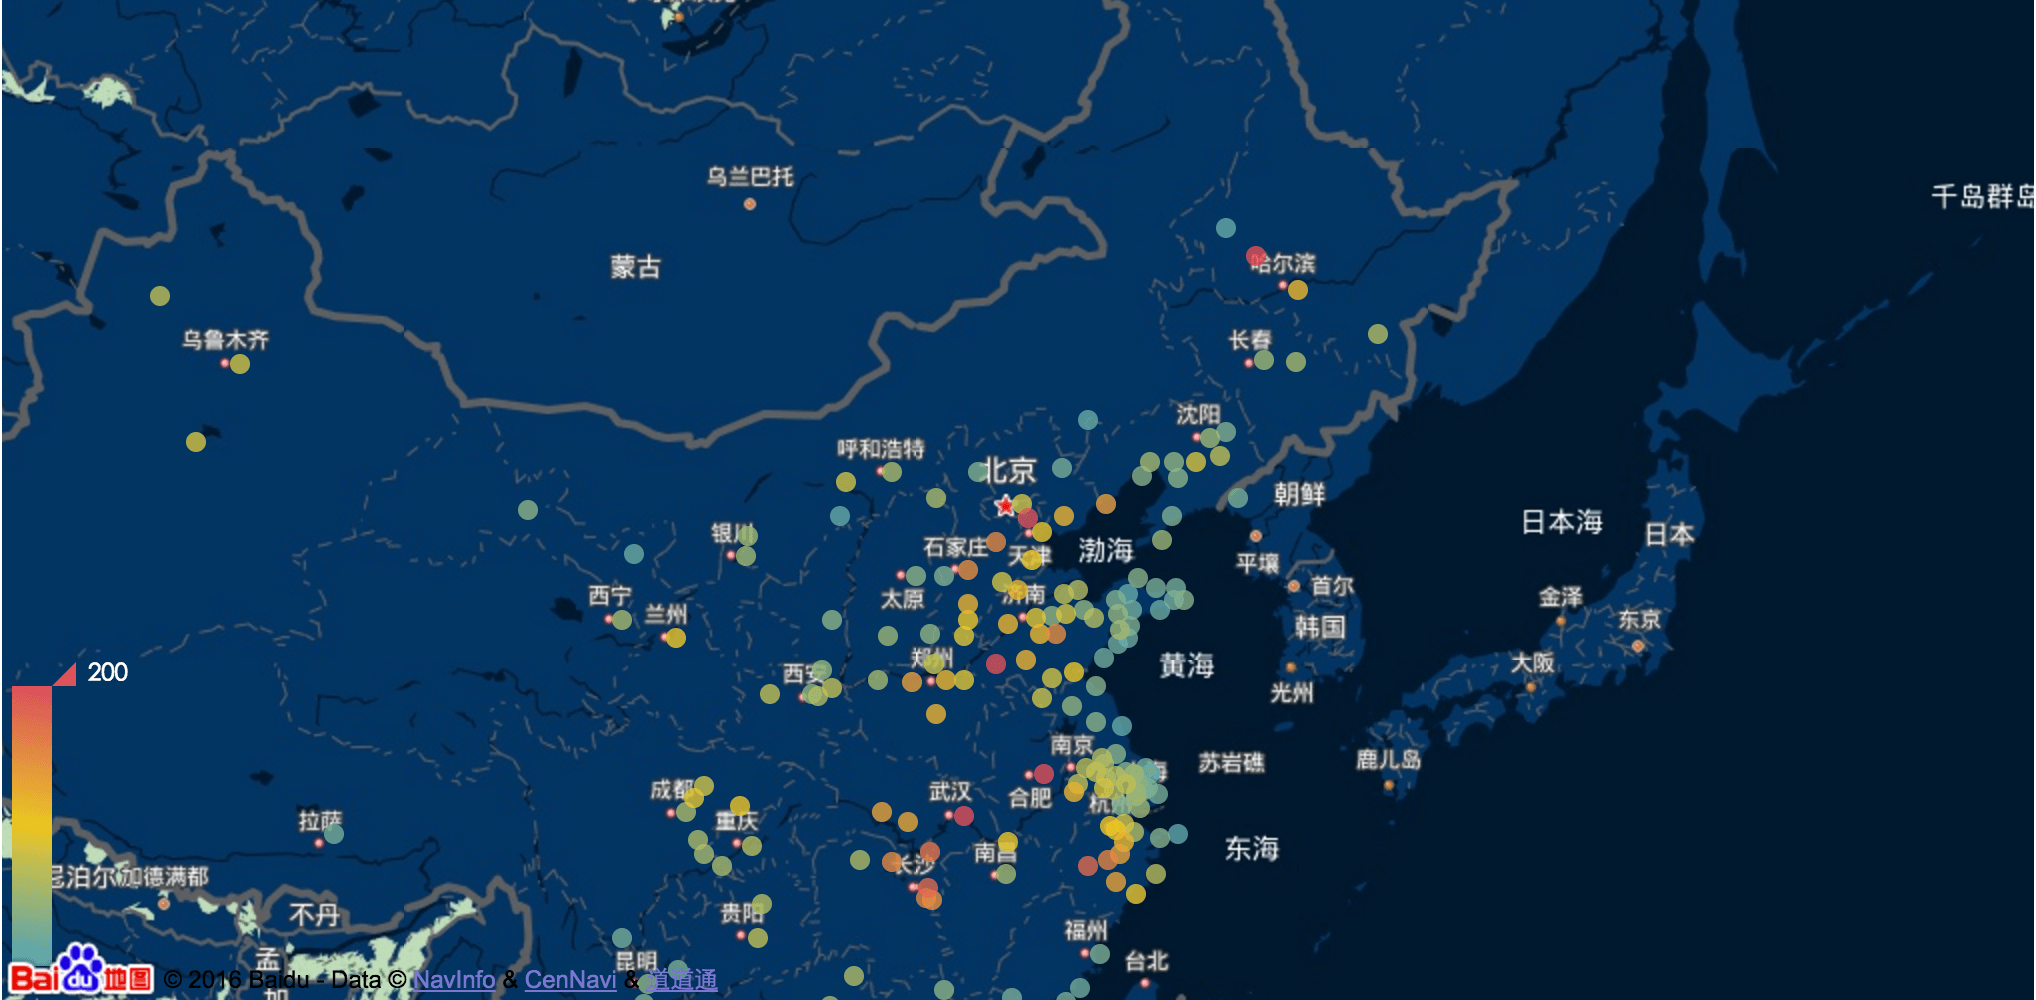 乌兰巴托
千岛群岛
蒙古
哈尔滨
乌鲁木齐
长春
沈阳
呼和浩特
北京
朝鲜
日本海
日本
银川
石家庄
天津
渤海
平壤
首尔
西宁
兰州
太原
济南
金泽
东京
韩国
郑州
黄海
大阪
西安
200
光州
南京
苏岩礁
鹿儿岛
海
成都
武汉
合肥
杭州
拉萨
重庆
东海
长沙
南昌
尼泊尔
加德满都
不丹
贵阳
福州
昆明
台北
孟
加
Bai du 地图
© 2016 Baidu - Data © NavInfo & CenNavi & 道道通